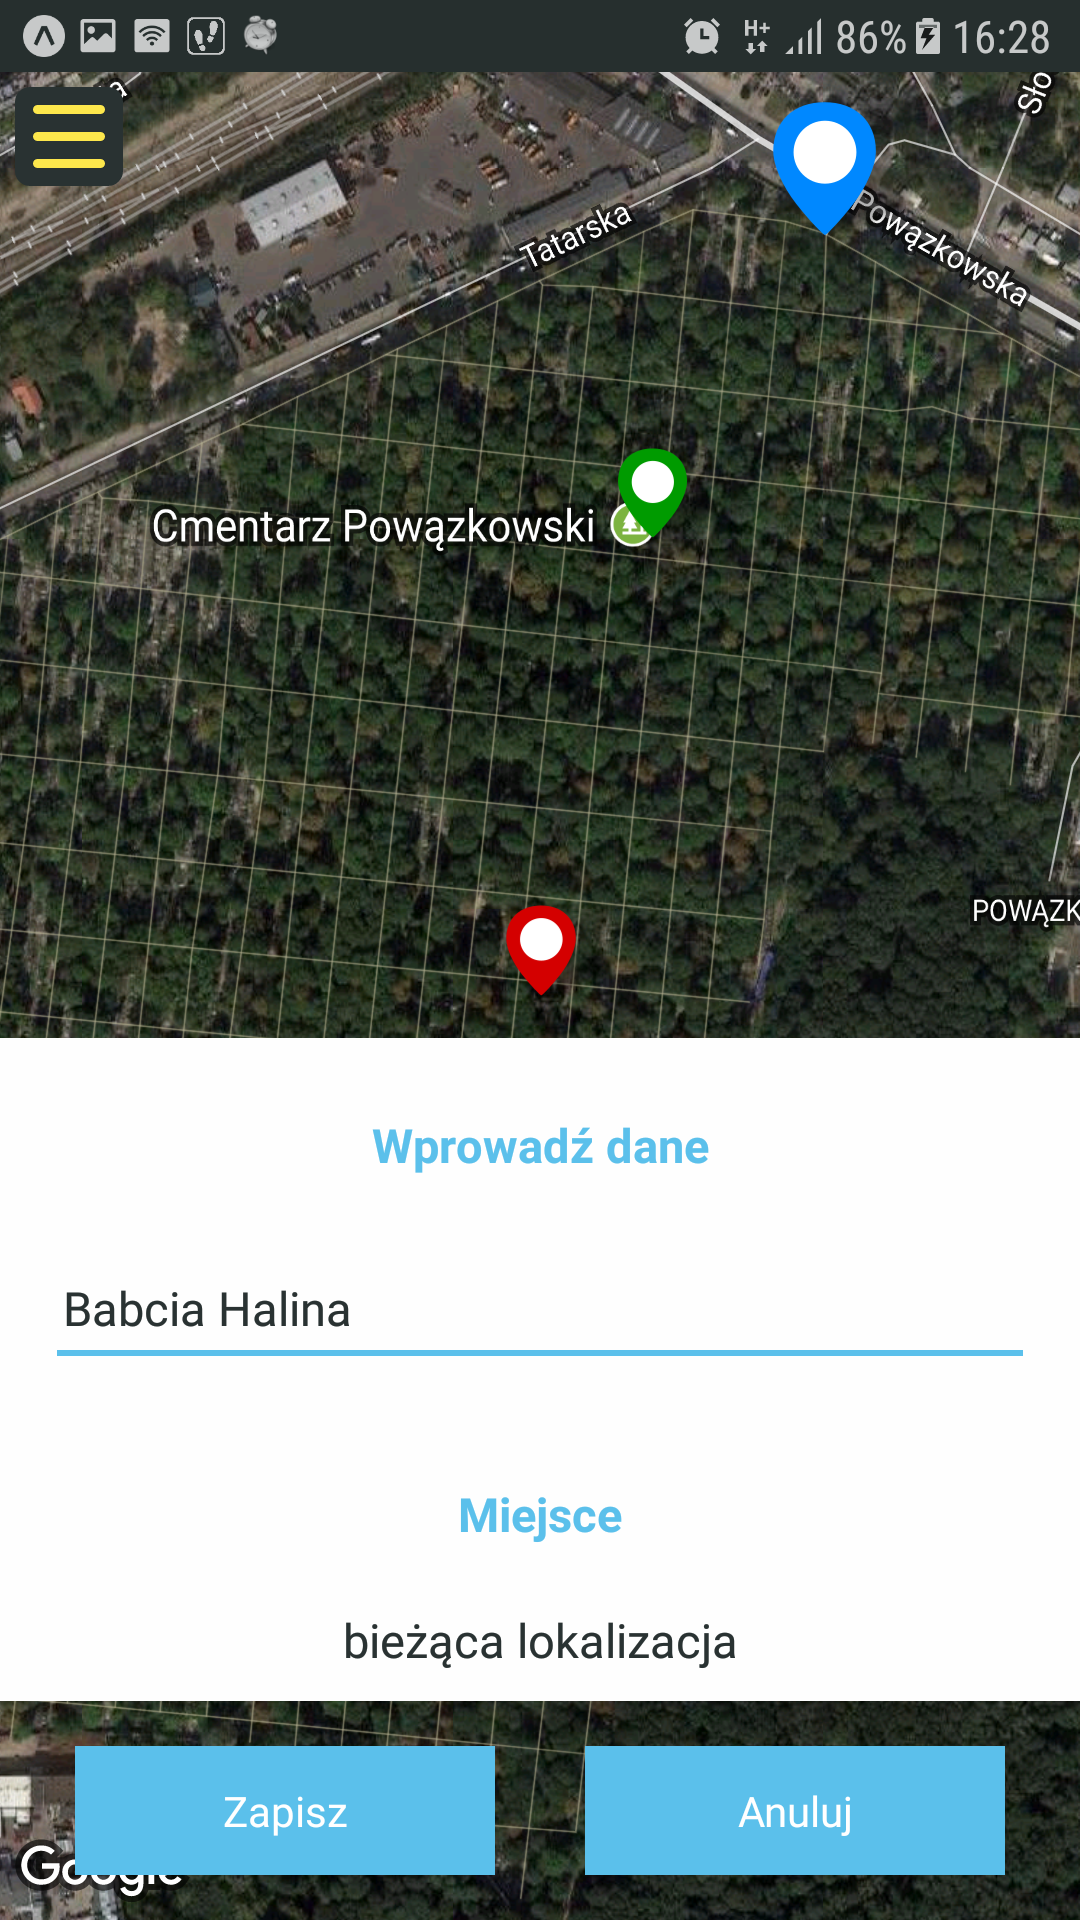 H+ 86% 16:28
Sło
Tatarska
Powązkowska
Cmentarz Powązkowski
POWĄZK
Wprowadź dane
Babcia Halina
Miejsce
bieżąca lokalizacja
Zapisz
Anuluj
Google